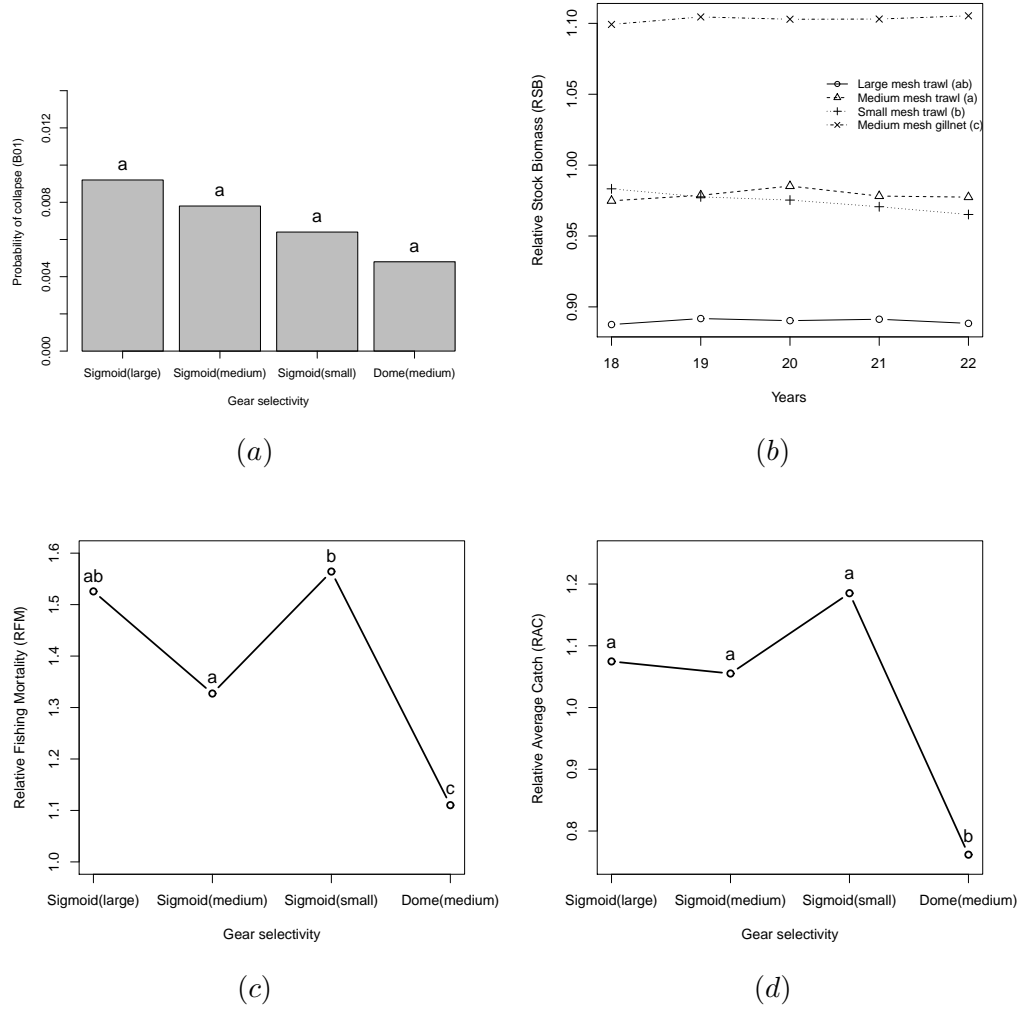 Probability of collapse (B01)
0.012
0.008
0.004
0.000
a
a
a
a
Sigmoid(large) Sigmoid(medium) Sigmoid(small) Dome(medium)
Gear selectivity
(a)
Relative Stock Biomass (RSB)
1.10
1.05
1.00
0.95
0.90
Large mesh trawl (ab)
Medium mesh trawl (a)
Small mesh trawl (b)
Medium mesh gillnet (c)
18 19 20 21 22
Years
(b)
Relative Fishing Mortality (RFM)
1.6
1.5
1.4
1.3
1.2
1.1
1.0
ab
a
b
c
Sigmoid(large) Sigmoid(medium) Sigmoid(small) Dome(medium)
Gear selectivity
(c)
Relative Average Catch (RAC)
1.2
1.1
1.0
0.9
0.8
a
a
a
b
Sigmoid(large) Sigmoid(medium) Sigmoid(small) Dome(medium)
Gear selectivity
(d)